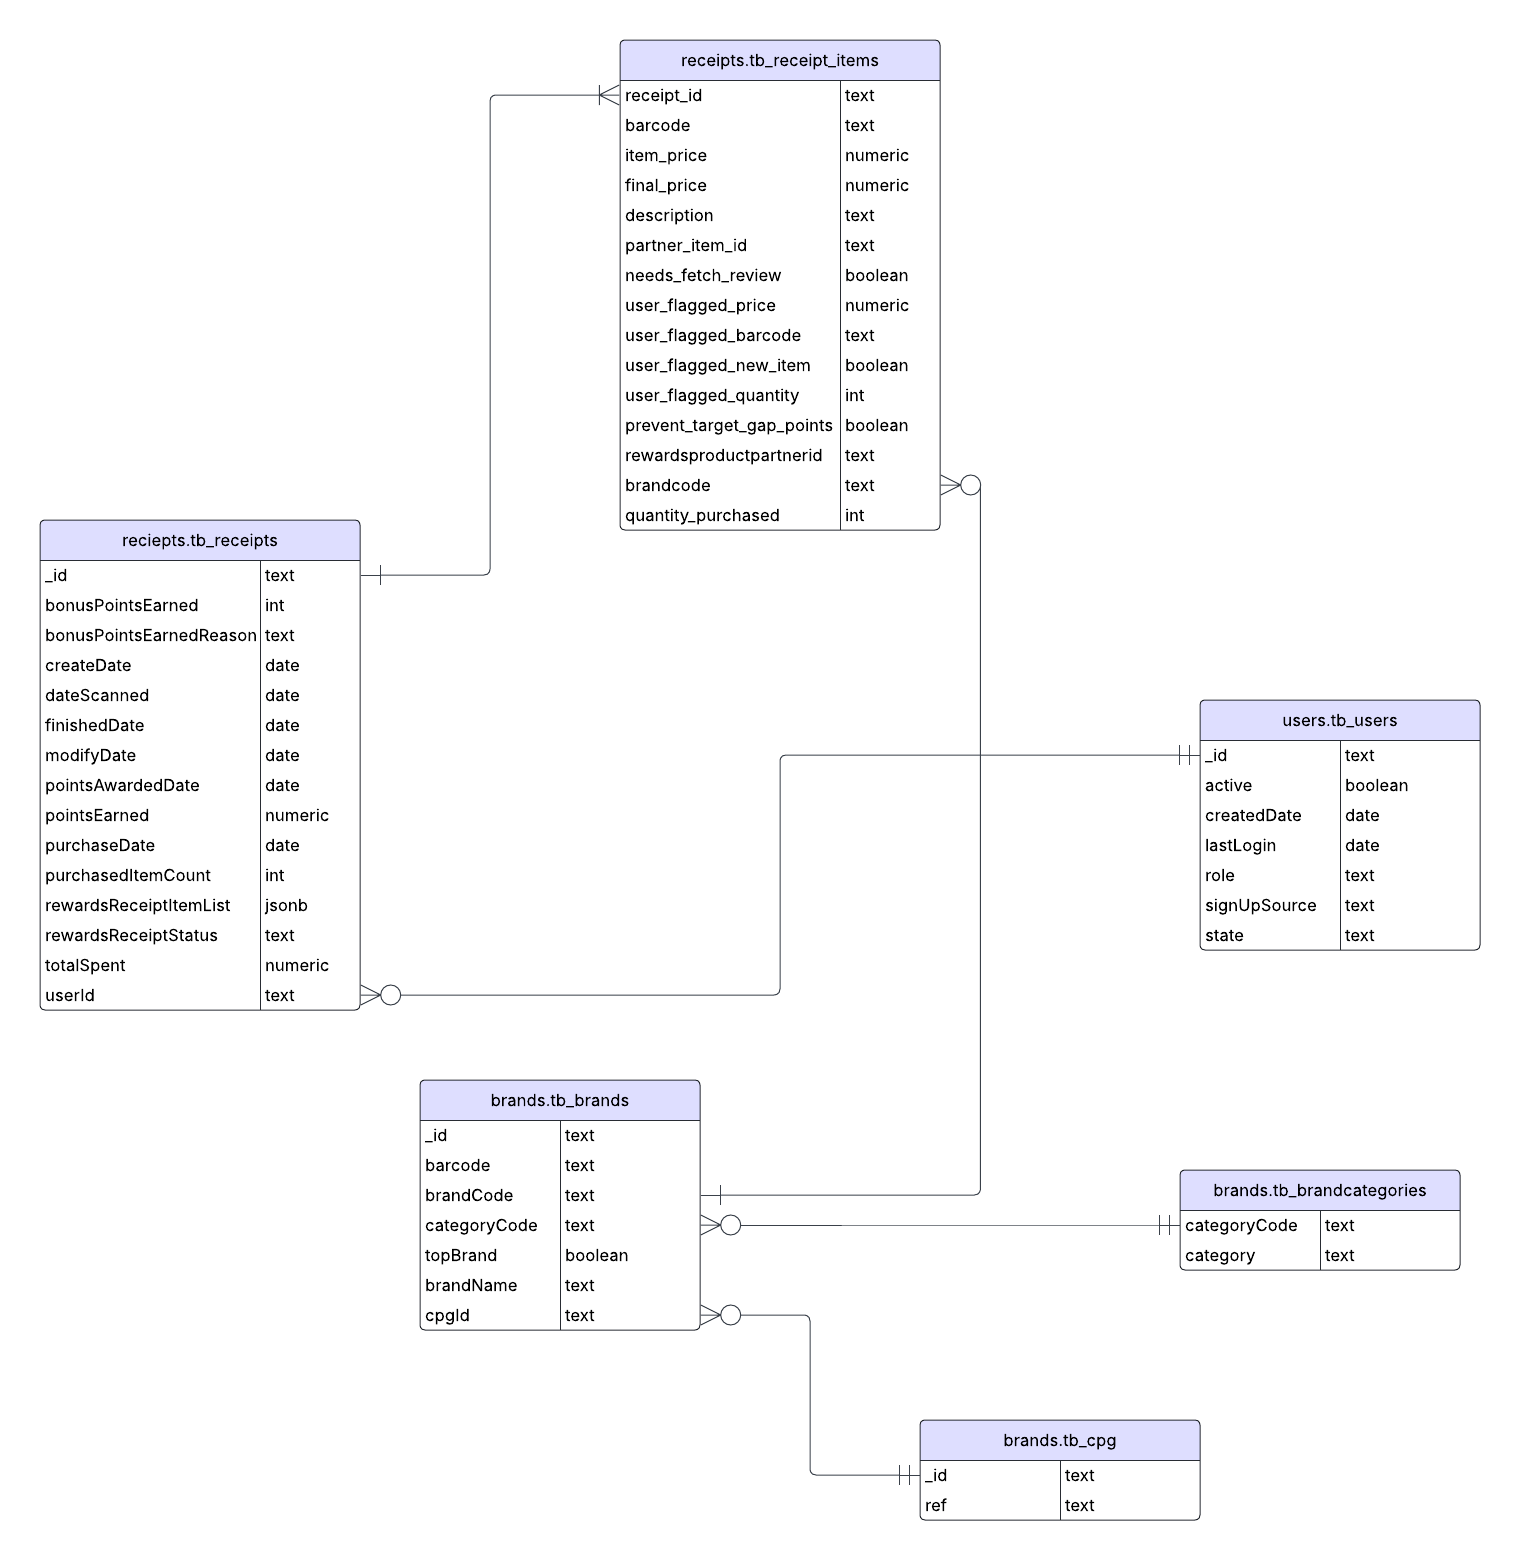 receipts.tb_receipt_items
receipt_id text
barcode text
item_price numeric
final_price numeric
description text
partner_item_id text
needs_fetch_review boolean
user_flagged_price numeric
user_flagged_barcode text
user_flagged_new_item boolean
user_flagged_quantity int
prevent_target_gap_points boolean
rewardsproductpartnerid text
brandcode text
quantity_purchased int
reciepts.tb_receipts
_id text
bonusPointsEarned int
bonusPointsEarnedReason text
createDate date
dateScanned date
finishedDate date
modifyDate date
pointsAwardedDate date
pointsEarned numeric
purchaseDate date
purchasedItemCount int
rewardsReceiptItemList jsonb
rewardsReceiptStatus text
totalSpent numeric
userId text
users.tb_users
_id text
active boolean
createdDate date
lastLogin date
role text
signUpSource text
state text
brands.tb_brands
_id text
barcode text
brandCode text
categoryCode text
topBrand boolean
brandName text
cpgId text
brands.tb_brandcategories
categoryCode text
category text
brands.tb_cpg
_id text
ref text